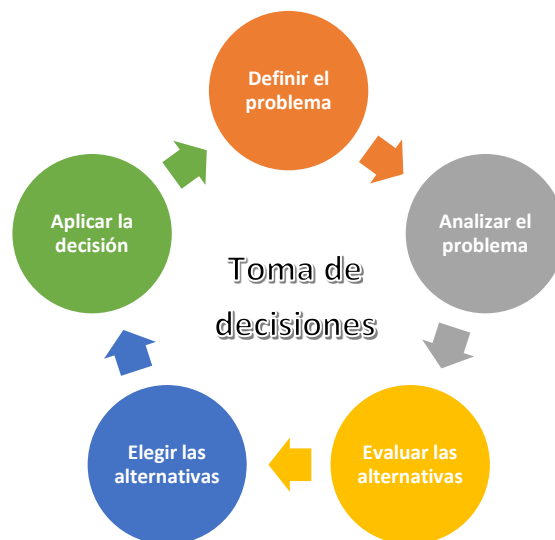 Definir el
problema
Analizar el
problema
Evaluar las
alternativas
Elegir las
alternativas
Aplicar la
decisión
Toma de
decisiones